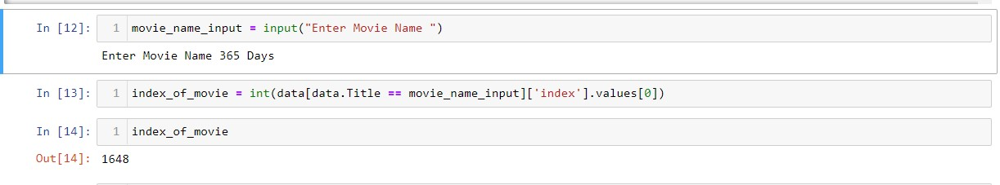 In [12]: 1 movie_name_input = input("Enter Movie Name ")
Enter Movie Name 365 Days
In [13]: 1 index_of_movie = int(data[data.Title == movie_name_input]['index'].values[0])
In [14]: 1 index_of_movie
Out[14]: 1648